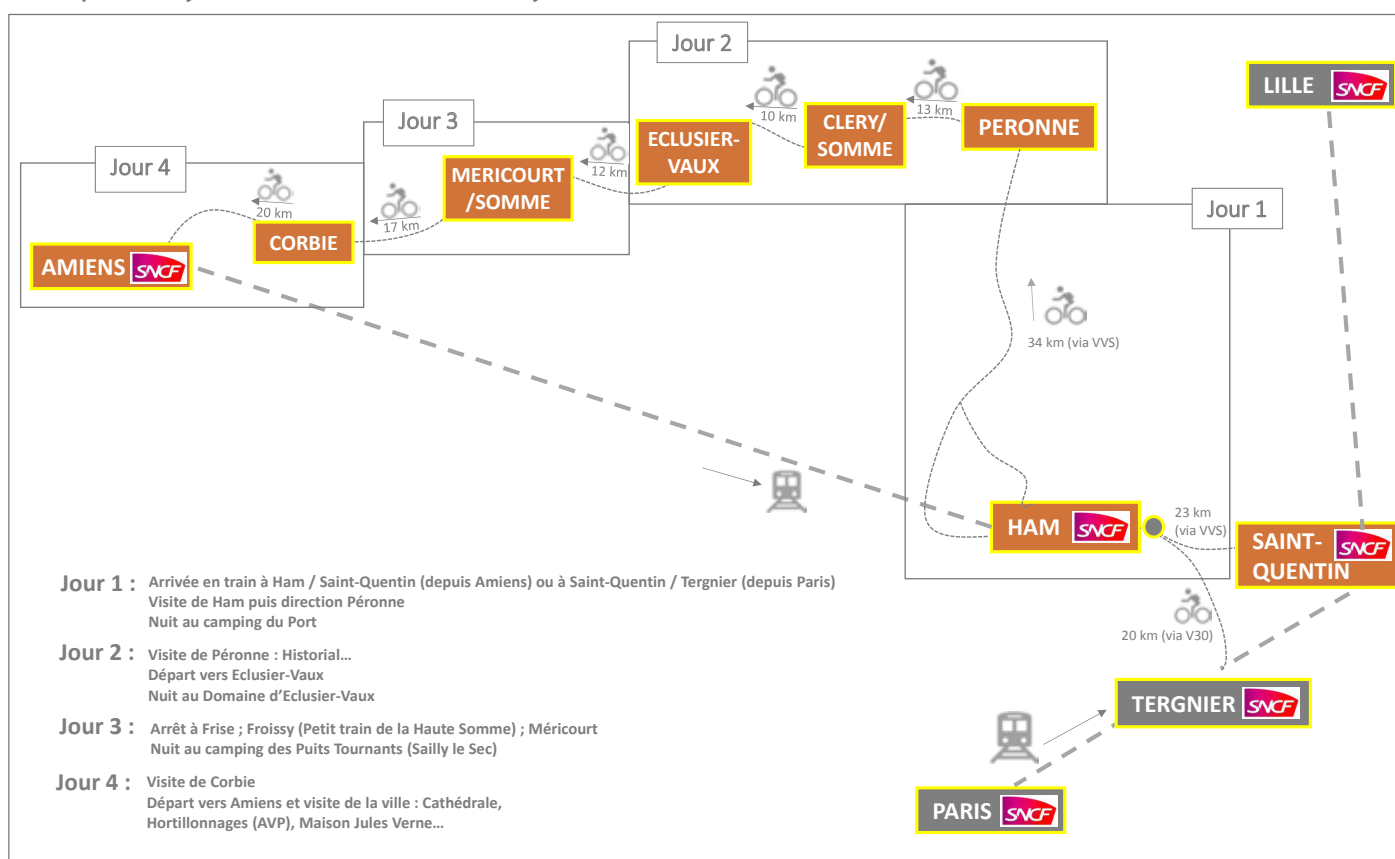 Jour 2
LILLE SNCF
10 km
13 km
CLERY/
SOMME
PERONNE
Jour 3
ECLUSIER-
VAUX
12 km
Jour 4
MERICOURT
/SOMME
20 km
17 km
Jour 1
CORBIE
AMIENS SNCF
34 km (via VVS)
HAM SNCF
23 km
(via VVS)
SAINT-
QUENTIN SNCF
20 km (via V30)
TERGNIER SNCF
PARIS SNCF
Jour 1 : Arrivée en train à Ham / Saint-Quentin (depuis Amiens) ou à Saint-Quentin / Tergnier (depuis Paris)
Visite de Ham puis direction Péronne
Nuit au camping du Port
Jour 2 : Visite de Péronne : Historial…
Départ vers Eclusier-Vaux
Nuit au Domaine d’Eclusier-Vaux
Jour 3 : Arrêt à Frise ; Froissy (Petit train de la Haute Somme) ; Méricourt
Nuit au camping des Puits Tournants (Sailly le Sec)
Jour 4 : Visite de Corbie
Départ vers Amiens et visite de la ville : Cathédrale,
Hortillonnages (AVP), Maison Jules Verne…